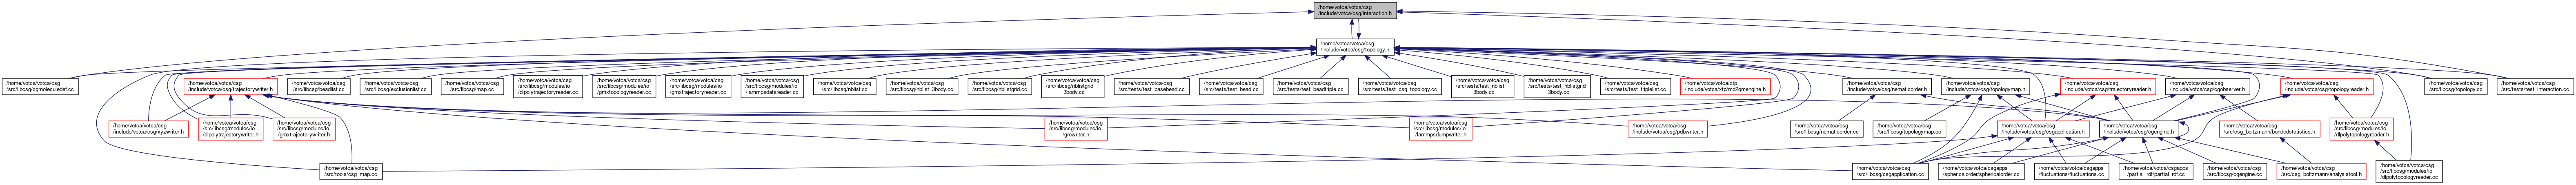 /home/votca/votca/csg
/include/votca/csg/interaction.h
/home/votca/votca/csg
/include/votca/csg/topology.h
/home/votca/votca/csg
/src/libcsg/cgmoleculedef.cc
/home/votca/votca/csg
/include/votca/csg/trajectorywriter.h
/home/votca/votca/csg
/src/libcsg/beadlist.cc
/home/votca/votca/csg
/src/libcsg/exclusionlist.cc
/home/votca/votca/csg
/src/libcsg/map.cc
/home/votca/votca/csg
/src/libcsg/modules/io
/dlpolytrajectoryreader.cc
/home/votca/votca/csg
/src/libcsg/modules/io
/gmxtopologyreader.cc
/home/votca/votca/csg
/src/libcsg/modules/io
/gmxtrajectoryreader.cc
/home/votca/votca/csg
/src/libcsg/modules/io
/lammpsdatareader.cc
/home/votca/votca/csg
/src/libcsg/nblist.cc
/home/votca/votca/csg
/src/libcsg/nblist_3body.cc
/home/votca/votca/csg
/src/libcsg/nblistgrid.cc
/home/votca/votca/csg
/src/libcsg/nblistgrid
_3body.cc
/home/votca/votca/csg
/src/tests/test_basebead.cc
/home/votca/votca/csg
/src/tests/test_bead.cc
/home/votca/votca/csg
/src/tests/test_beadtriple.cc
/home/votca/votca/csg
/src/tests/test_csg_topology.cc
/home/votca/votca/csg
/src/tests/test_nblist
_3body.cc
/home/votca/votca/csg
/src/tests/test_nblistgrid
_3body.cc
/home/votca/votca/csg
/src/tests/test_triplelist.cc
/home/votca/votca/xtp
/include/votca/xtp/md2qmengine.h
/home/votca/votca/csg
/include/votca/csg/nematicorder.h
/home/votca/votca/csg
/include/votca/csg/topologymap.h
/home/votca/votca/csg
/include/votca/csg/trajectoryreader.h
/home/votca/votca/csg
/include/votca/csg/cgobserver.h
/home/votca/votca/csg
/include/votca/csg/topologyreader.h
/home/votca/votca/csg
/src/libcsg/topology.cc
/home/votca/votca/csg
/src/tests/test_interaction.cc
/home/votca/votca/csg
/include/votca/csg/xyzwriter.h
/home/votca/votca/csg
/src/libcsg/modules/io
/dlpolytrajectorywriter.h
/home/votca/votca/csg
/src/libcsg/modules/io
/gmxtrajectorywriter.h
/home/votca/votca/csg
/src/libcsg/modules/io
/growriter.h
/home/votca/votca/csg
/src/libcsg/modules/io
/lammpsdumpwriter.h
/home/votca/votca/csg
/include/votca/csg/pdbwriter.h
/home/votca/votca/csg
/src/libcsg/nematicorder.cc
/home/votca/votca/csg
/src/libcsg/topologymap.cc
/home/votca/votca/csg
/include/votca/csg/csgapplication.h
/home/votca/votca/csg
/include/votca/csg/cgengine.h
/home/votca/votca/csg
/src/csg_boltzmann/bondedstatistics.h
/home/votca/votca/csg
/src/libcsg/modules/io
/dlpolytopologyreader.h
/home/votca/votca/csg
/src/tools/csg_map.cc
/home/votca/votca/csg
/src/libcsg/csgapplication.cc
/home/votca/votca/csgapps
/sphericalorder/sphericalorder.cc
/home/votca/votca/csgapps
/fluctuations/fluctuations.cc
/home/votca/votca/csgapps
/partial_rdf/partial_rdf.cc
/home/votca/votca/csg
/src/libcsg/cgengine.cc
/home/votca/votca/csg
/src/csg_boltzmann/analysistool.h
/home/votca/votca/csg
/src/libcsg/modules/io
/dlpolytopologyreader.cc